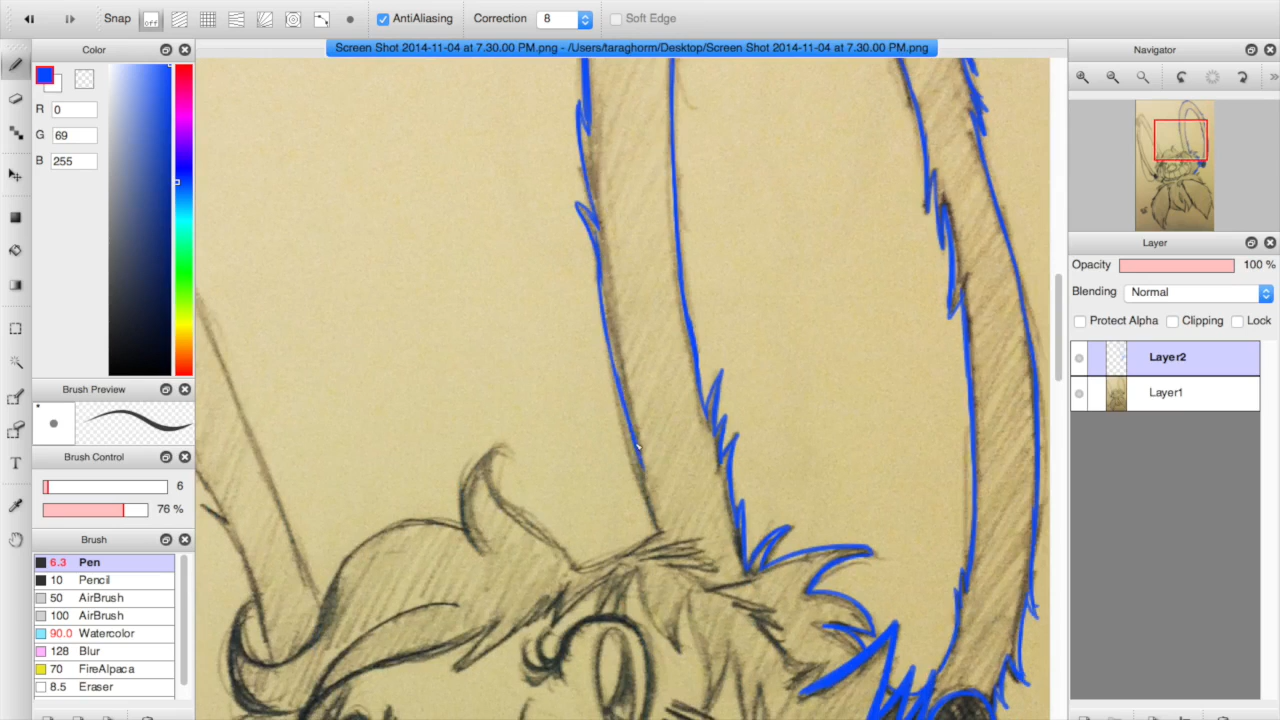 Snap off AntiAliasing Correction 8 Soft Edge
Screen Shot 2014-11-04 at 7.30.00 PM.png - /Users/taraghorm/Desktop/Screen Shot 2014-11-04 at 7.30.00 PM.png
Color
R 0
G 69
B 255
Brush Preview
Brush Control
6
76 %
Brush
6.3 Pen
10 Pencil
50 AirBrush
100 AirBrush
90.0 Watercolor
128 Blur
70 FireAlpaca
8.5 Eraser
T
Navigator
Layer
Opacity 100 %
Blending Normal
Protect Alpha Clipping Lock
Layer2
Layer1